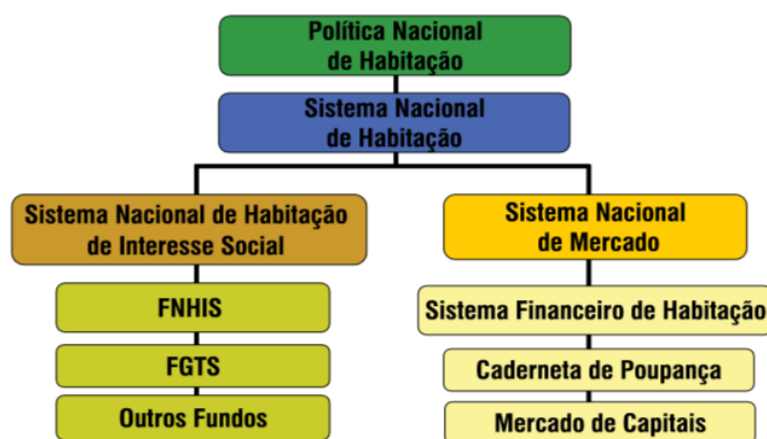 Política Nacional
de Habitação
Sistema Nacional
de Habitação
Sistema Nacional de Habitação
de Interesse Social
FNHIS
FGTS
Outros Fundos
Sistema Nacional
de Mercado
Sistema Financeiro de Habitação
Caderneta de Poupança
Mercado de Capitais